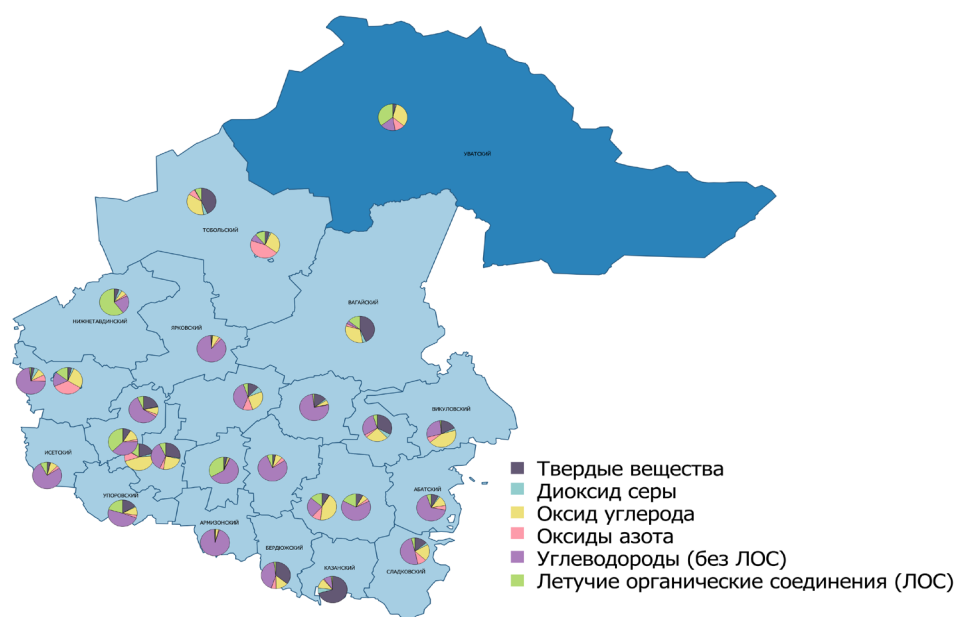 УВАТСКИЙ
ТОБОЛЬСКИЙ
ВАГАЙСКИЙ
НИЖНЕТАВДИНСКИЙ
ЯРКОВСКИЙ
ВИКУЛОВСКИЙ
ИСЕТСКИЙ
АБАТСКИЙ
УПОРОВСКИЙ
АРМИЗОНСКИЙ
БЕРДЮЖСКИЙ
КАЗАНСКИЙ
СЛАДКОВСКИЙ
Твердые вещества
Диоксид серы
Оксид углерода
Оксиды азота
Углеводороды (без ЛОС)
Летучие органические соединения (ЛОС)